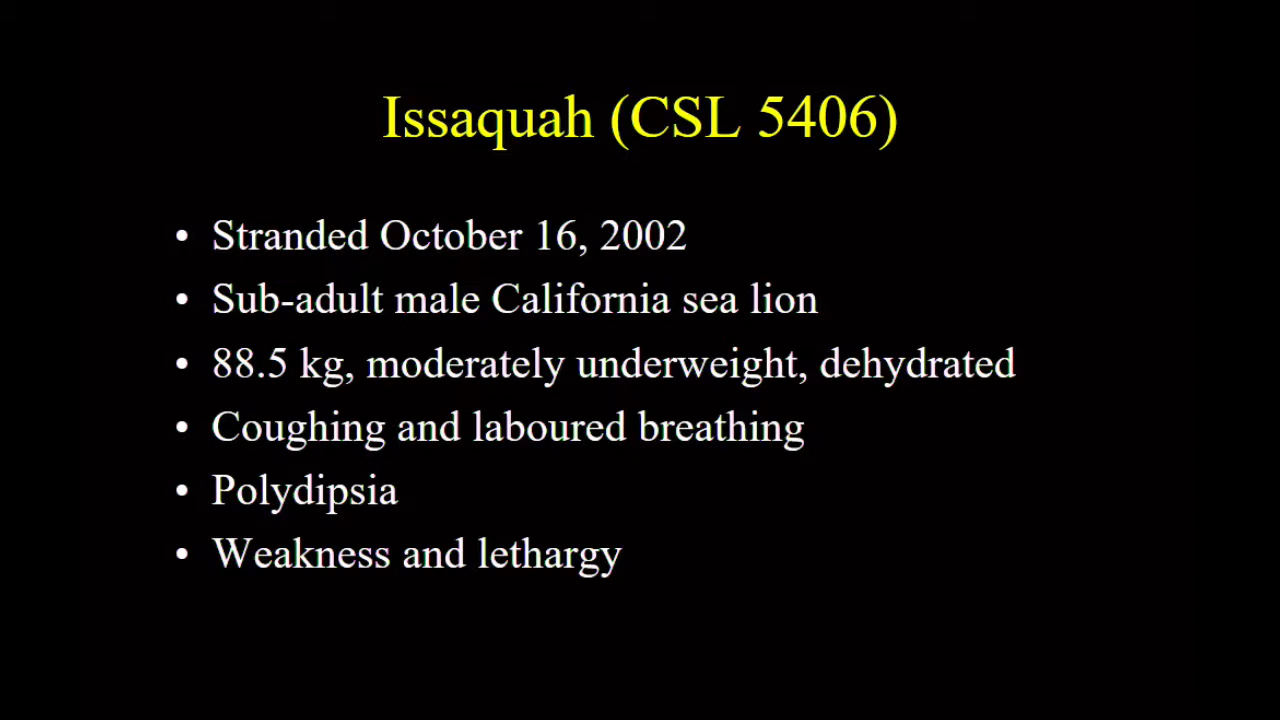 Issaquah (CSL 5406)
• Stranded October 16, 2002
• Sub-adult male California sea lion
• 88.5 kg, moderately underweight, dehydrated
• Coughing and laboured breathing
• Polydipsia
• Weakness and lethargy